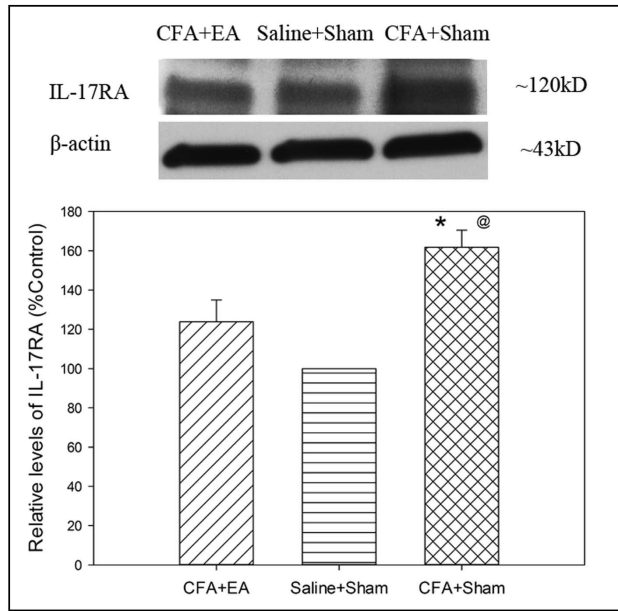 CFA+EA Saline+Sham CFA+Sham
IL-17RA ~120kD
β-actin ~43kD
Relative levels of IL-17RA (%Control)
180
* @
160
140
120
100
80
60
40
20
0
CFA+EA Saline+Sham CFA+Sham